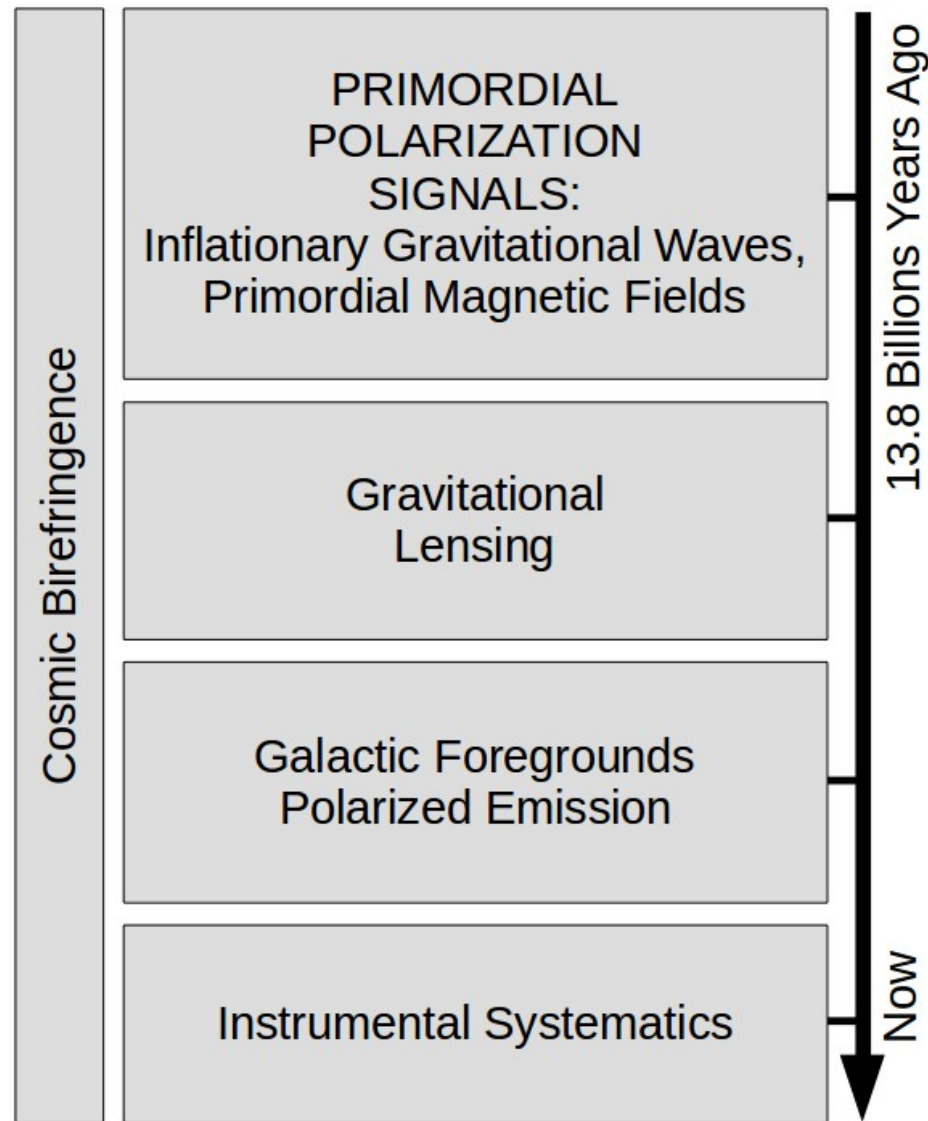 Cosmic Birefringence
PRIMORDIAL
POLARIZATION
SIGNALS:
Inflationary Gravitational Waves,
Primordial Magnetic Fields
Gravitational
Lensing
Galactic Foregrounds
Polarized Emission
Instrumental Systematics
13.8 Billions Years Ago
Now